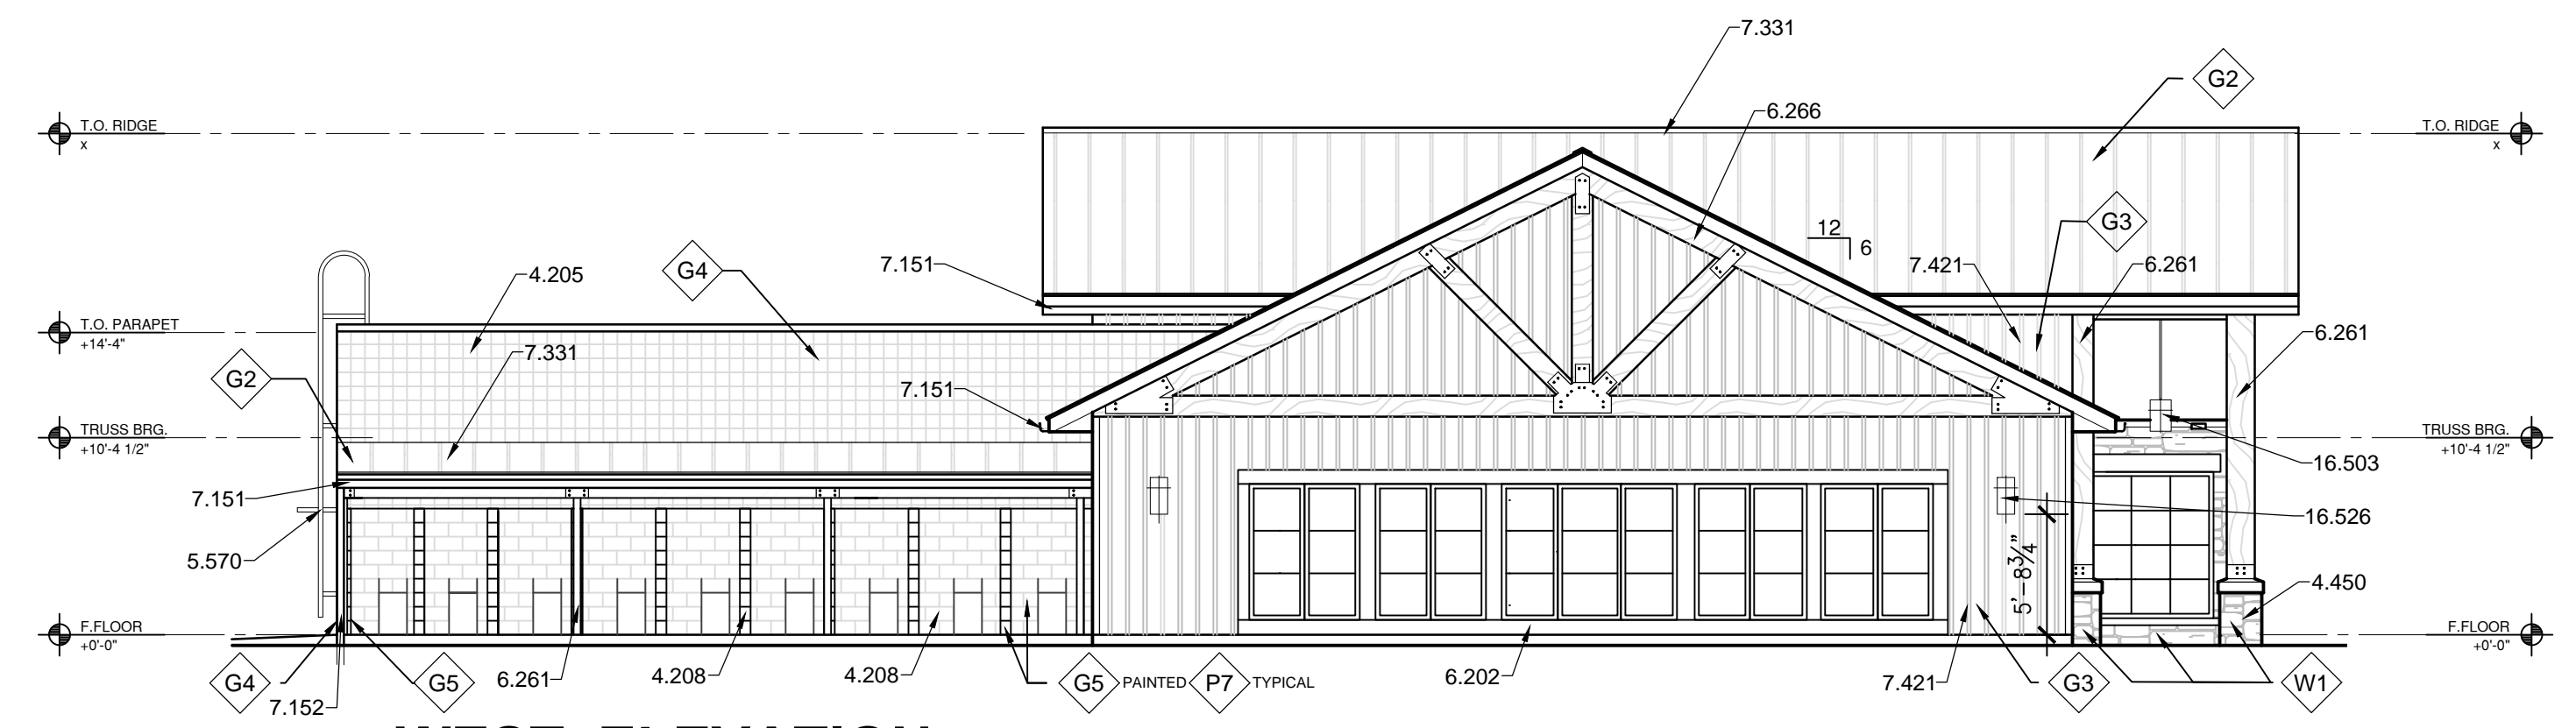 7.331
G2
6.266
T.O. RIDGE
x
T.O. RIDGE
x
G3
12
6
7.151
G4
4.205
7.421
6.261
T.O. PARAPET
+14'-4"
6.261
7.331
G2
7.151
TRUSS BRG.
+10'-4 1/2"
TRUSS BRG.
+10'-4 1/2"
16.503
7.151
16.526
5.570
5'-8 3/4"
4.450
F.FLOOR
+0'-0"
F.FLOOR
+0'-0"
G4
G5
6.261
4.208
4.208
G5 PAINTED P7 TYPICAL
6.202
7.421
G3
W1
7.152
WEST ELEVATION